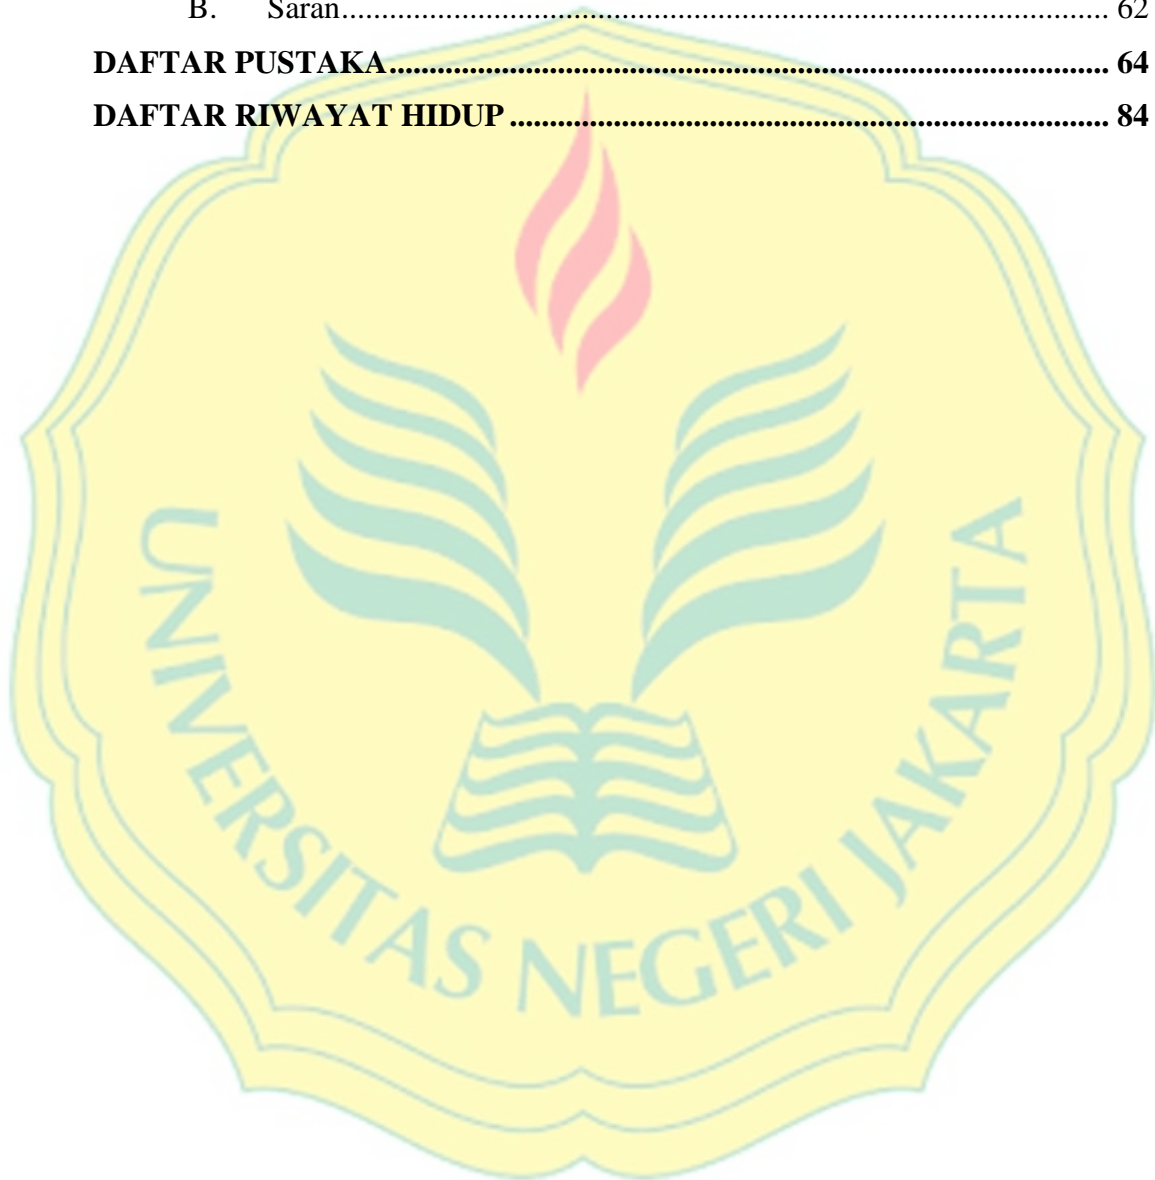 B. Saran........................................................................................ 62
DAFTAR PUSTAKA.......................................................................................... 64
DAFTAR RIWAYAT HIDUP ........................................................................... 84
UNIVERSITAS NEGERI JAKARTA